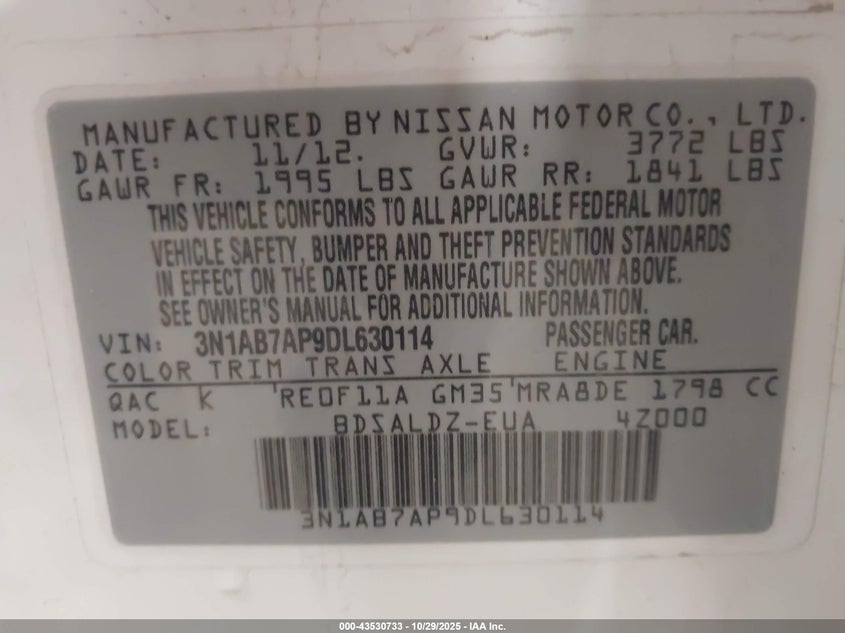 MANUFACTURED BY NISSAN MOTOR CO., LTD.
DATE: 11/12. GVWR: 3772 LBS
GAWR FR: 1995 LBS GAWR RR: 1841 LBS
THIS VEHICLE CONFORMS TO ALL APPLICABLE FEDERAL MOTOR
VEHICLE SAFETY, BUMPER AND THEFT PREVENTION STANDARDS
IN EFFECT ON THE DATE OF MANUFACTURE SHOWN ABOVE.
SEE OWNER'S MANUAL FOR ADDITIONAL INFORMATION.
VIN: 3N1AB7AP9DL630114 PASSENGER CAR.
COLOR TRIM TRANS AXLE ENGINE
QAC K 'RE0F11A GM35'MRA8DE 1798 CC
MODEL: BDSALDZ-EUA 4Z000
3N1AB7AP9DL630114
000-43530733 - 10/29/2025 - IAA Inc.